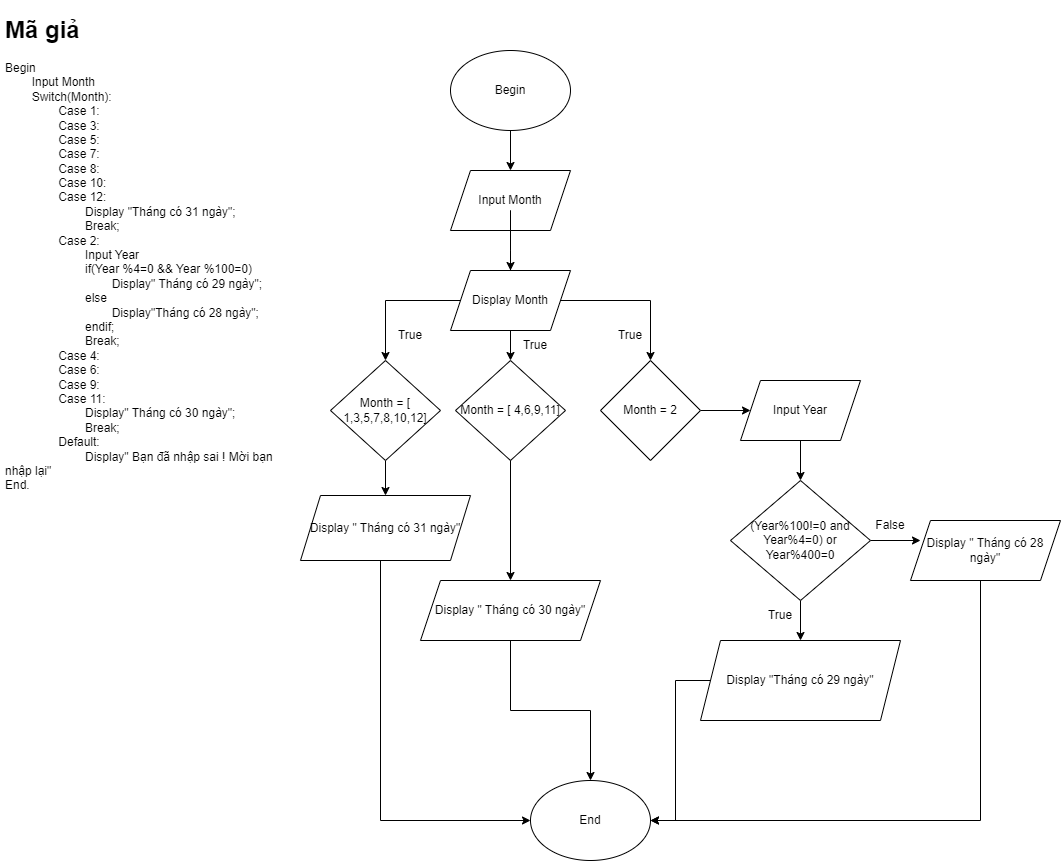 Mã giả
Begin
Input Month
Switch(Month):
Case 1:
Case 3:
Case 5:
Case 7:
Case 8:
Case 10:
Case 12:
Display "Tháng có 31 ngày";
Break;
Case 2:
Input Year
if(Year %4=0 && Year %100=0)
Display" Tháng có 29 ngày";
else
Display"Tháng có 28 ngày";
endif;
Break;
Case 4:
Case 6:
Case 9:
Case 11:
Display" Tháng có 30 ngày";
Break;
Default:
Display" Bạn đã nhập sai ! Mời bạn
nhập lại"
End.
Begin
Input Month
Display Month
True
True
True
Month = [
1,3,5,7,8,10,12]
Month = [ 4,6,9,11]
Month = 2
Input Year
Display " Tháng có 31 ngày"
(Year%100!=0 and
Year%4=0) or
Year%400=0
False
Display " Tháng có 28
ngày"
Display " Tháng có 30 ngày"
True
Display "Tháng có 29 ngày"
End